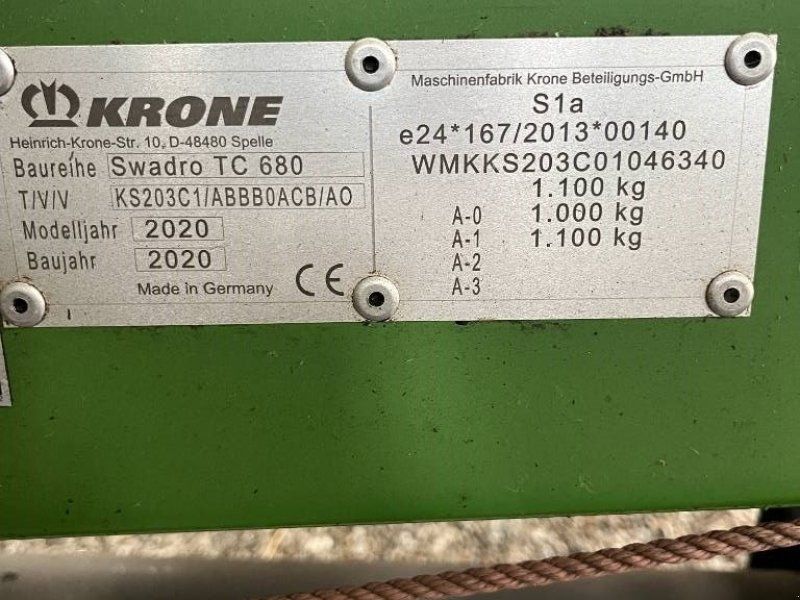 KRONE
Heinrich-Krone-Str. 10, D-48480 Spelle
Baureihe Swadro TC 680
T/V/V KS203C1/ABBB0ACB/AO
Modelljahr 2020
Baujahr 2020
Made in Germany CE
Maschinenfabrik Krone Beteiligungs-GmbH
S1a
e24*167/2013*00140
WMKKS203C01046340
1.100 kg
A-0 1.000 kg
A-1 1.100 kg
A-2
A-3